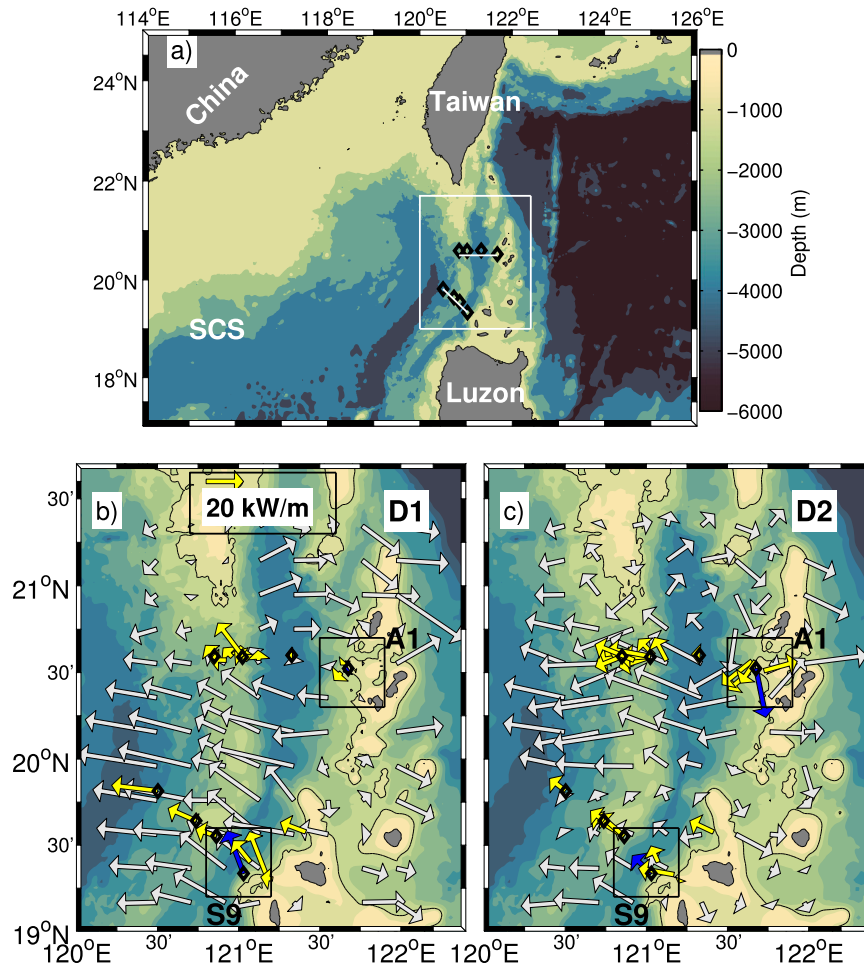 114°E 116°E 118°E 120°E 122°E 124°E 126°E
a)
China
Taiwan
SCS
Luzon
24°N
22°N
20°N
18°N
0
−1000
−2000
−3000
−4000
−5000
−6000
Depth (m)
b)
20 kW/m
D1
A1
S9
30'
21°N
30'
20°N
30'
19°N
120°E 30' 121°E 30' 122°E
c)
D2
A1
S9
120°E 30' 121°E 30' 122°E